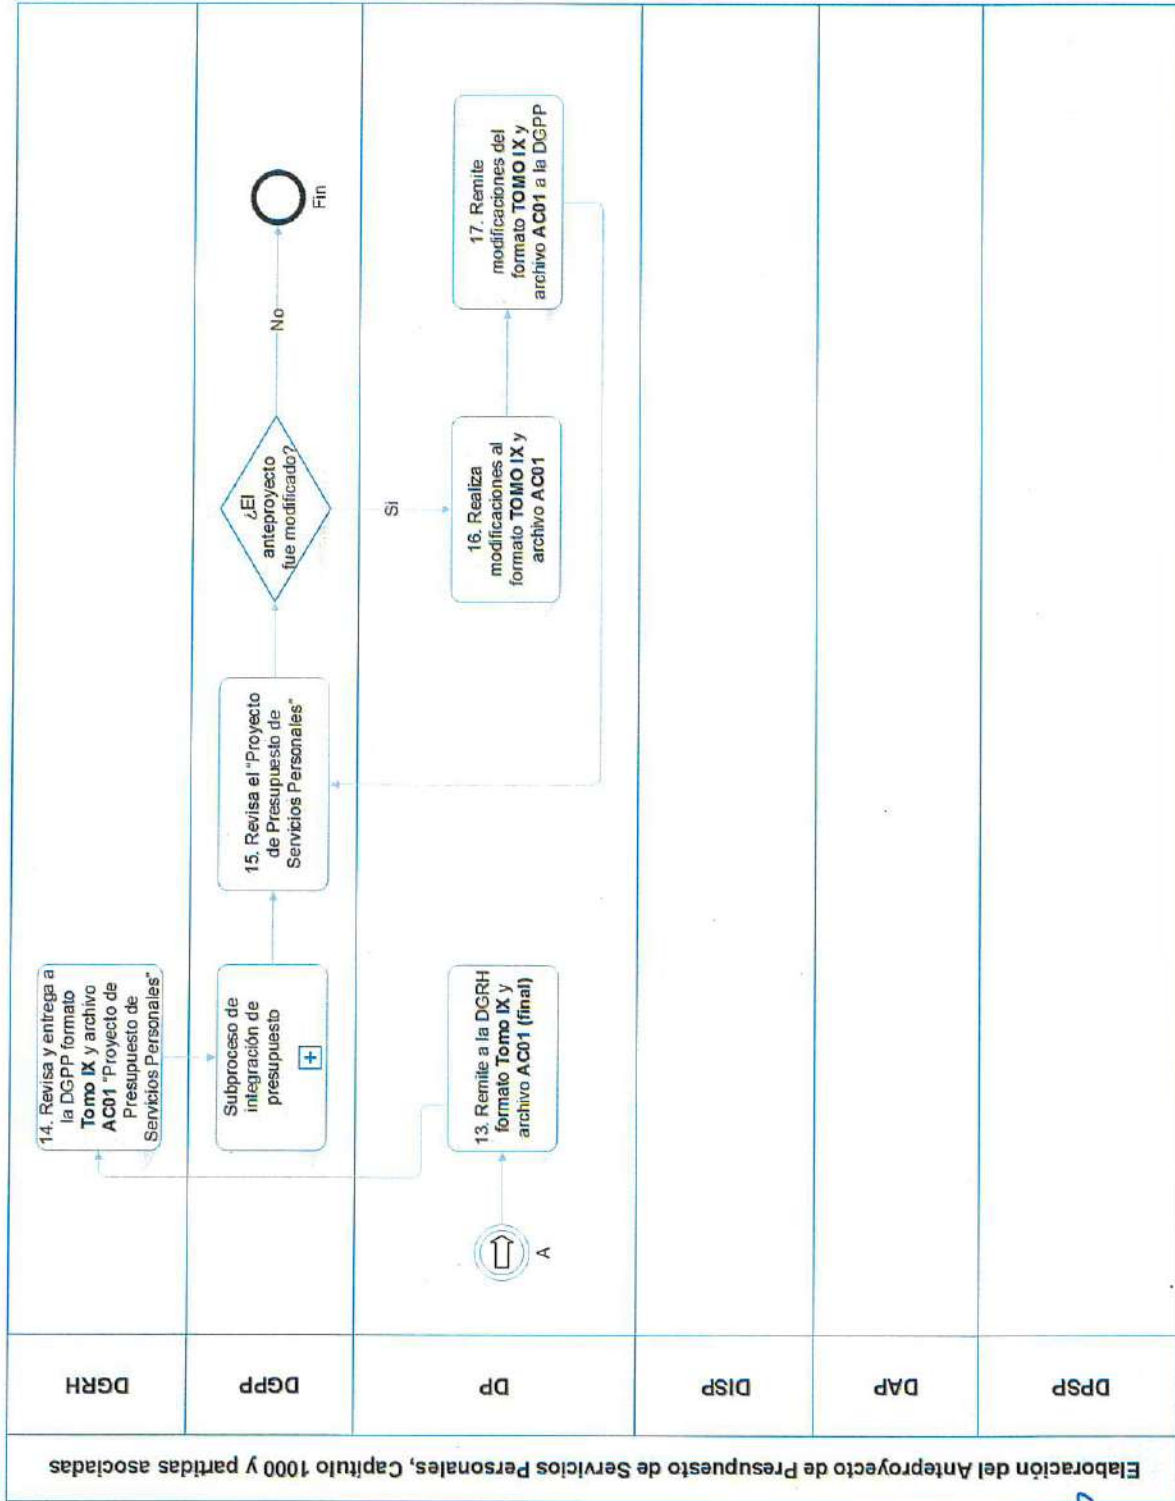 Elaboración del Anteproyecto de Presupuesto de Servicios Personales, Capítulo 1000 y partidas asociadas
DGRH
14. Revisa y entrega a
la DGPP formato
Tomo IX y archivo
AC01 "Proyecto de
Presupuesto de
Servicios Personales"
DGPP
Subproceso de
integración de
presupuesto
15. Revisa el "Proyecto
de Presupuesto de
Servicios Personales"
¿El
anteproyecto
fue modificado?
No
Fin
Si
DP
A
13. Remite a la DGRH
formato Tomo IX y
archivo AC01 (final)
16. Realiza
modificaciones al
formato TOMO IX y
archivo AC01
17. Remite
modificaciones del
formato TOMO IX y
archivo AC01 a la DGPP
DISP
DAP
DPSP